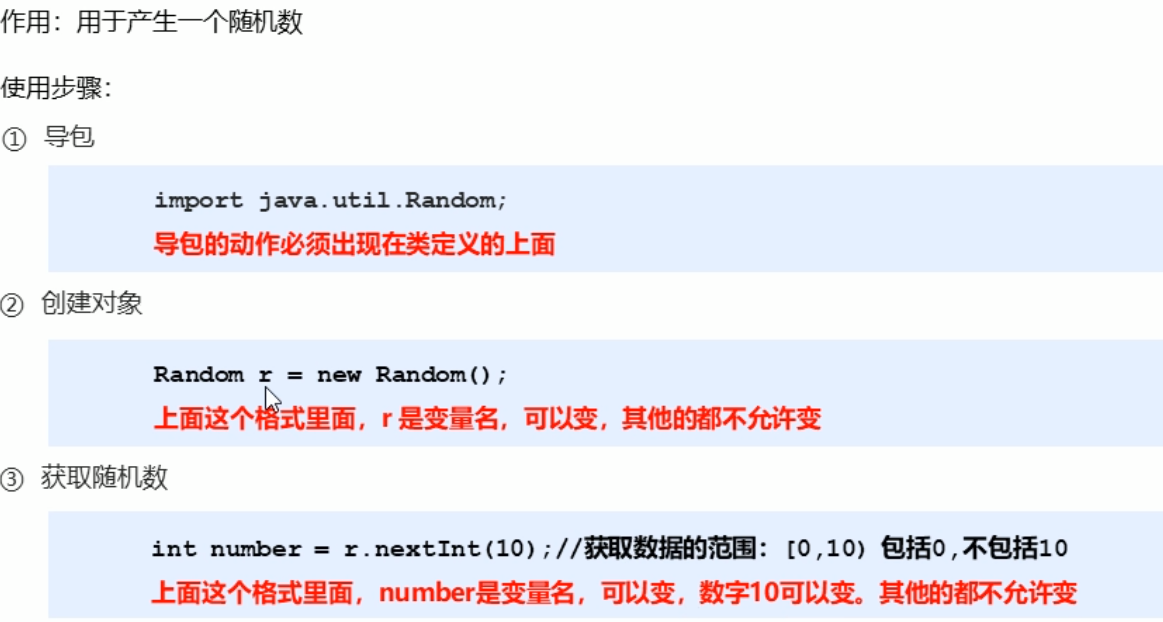 作用：用于产生一个随机数
使用步骤：
① 导包
import java.util.Random;
导包的动作必须出现在类定义的上面
② 创建对象
Random r = new Random();
上面这个格式里面，r 是变量名，可以变，其他的都不允许变
③ 获取随机数
int number = r.nextInt(10);//获取数据的范围：[0,10) 包括0,不包括10
上面这个格式里面，number是变量名，可以变，数字10可以变。其他的都不允许变